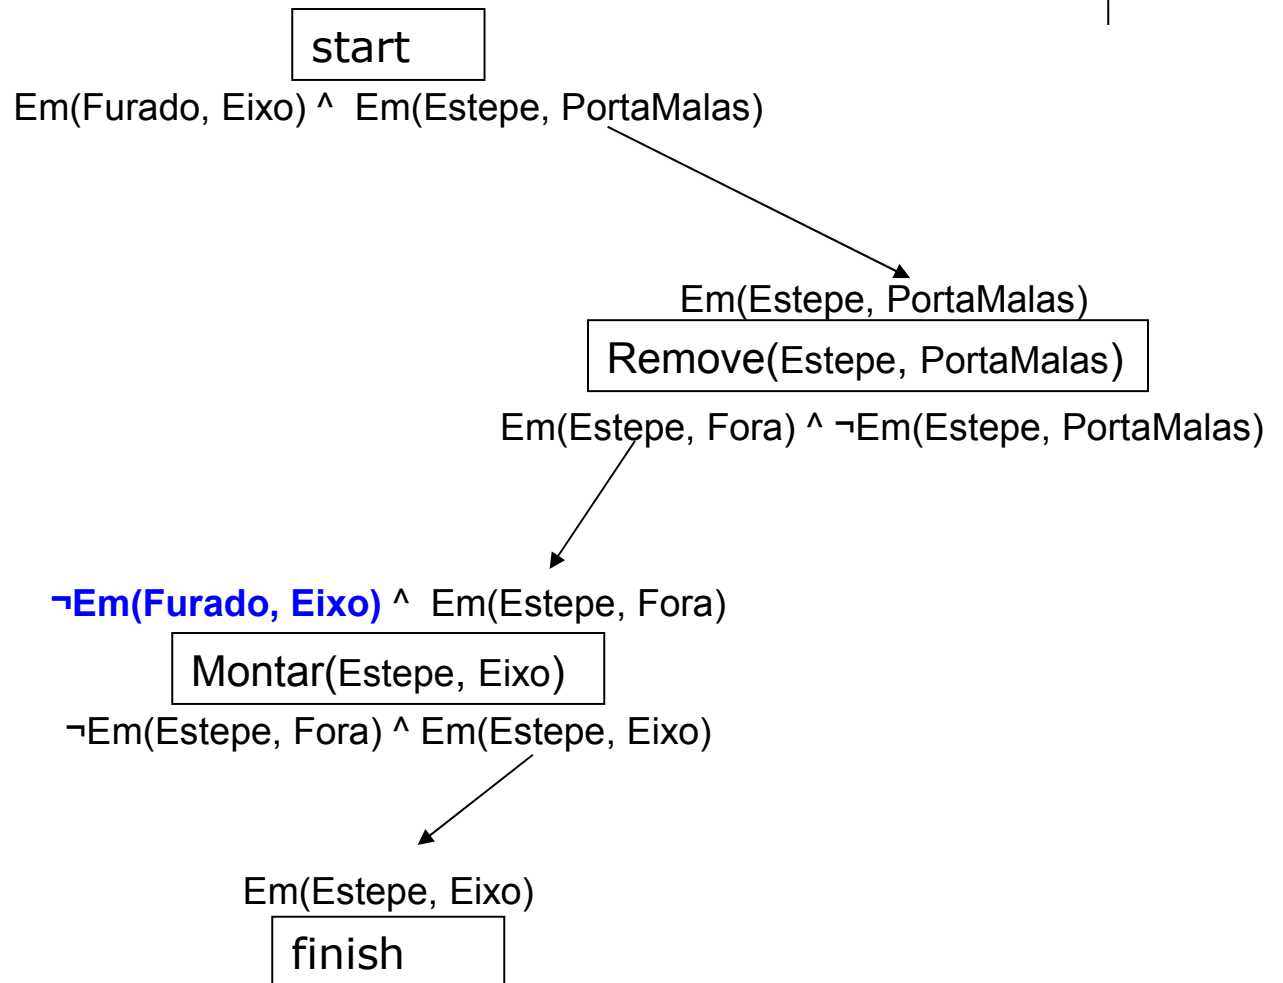 start
Em(Furado, Eixo) ^ Em(Estepe, PortaMalas)
Em(Estepe, PortaMalas)
Remove(Estepe, PortaMalas)
Em(Estepe, Fora) ^ ¬Em(Estepe, PortaMalas)
¬Em(Furado, Eixo) ^ Em(Estepe, Fora)
Montar(Estepe, Eixo)
¬Em(Estepe, Fora) ^ Em(Estepe, Eixo)
Em(Estepe, Eixo)
finish